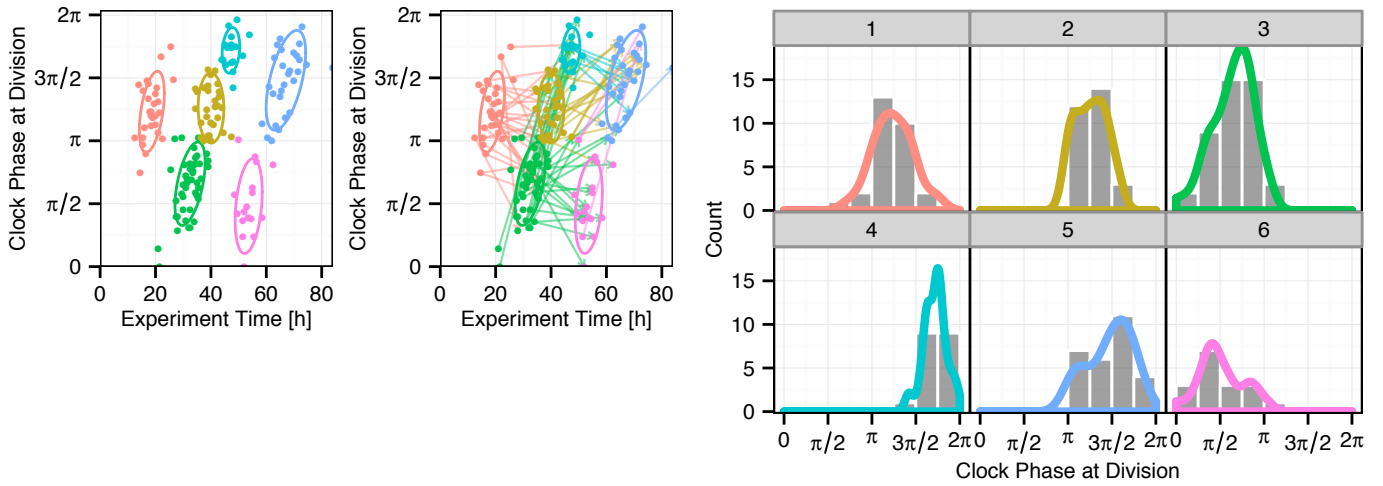 2π
3π/2
π
π/2
0
Clock Phase at Division
0 20 40 60 80
Experiment Time [h]
2π
3π/2
π
π/2
0
Clock Phase at Division
0 20 40 60 80
Experiment Time [h]
1 2 3
15
10
5
0
Count
4 5 6
15
10
5
0
0 π/2 π 3π/2 2π 0 π/2 π 3π/2 2π 0 π/2 π 3π/2 2π
Clock Phase at Division